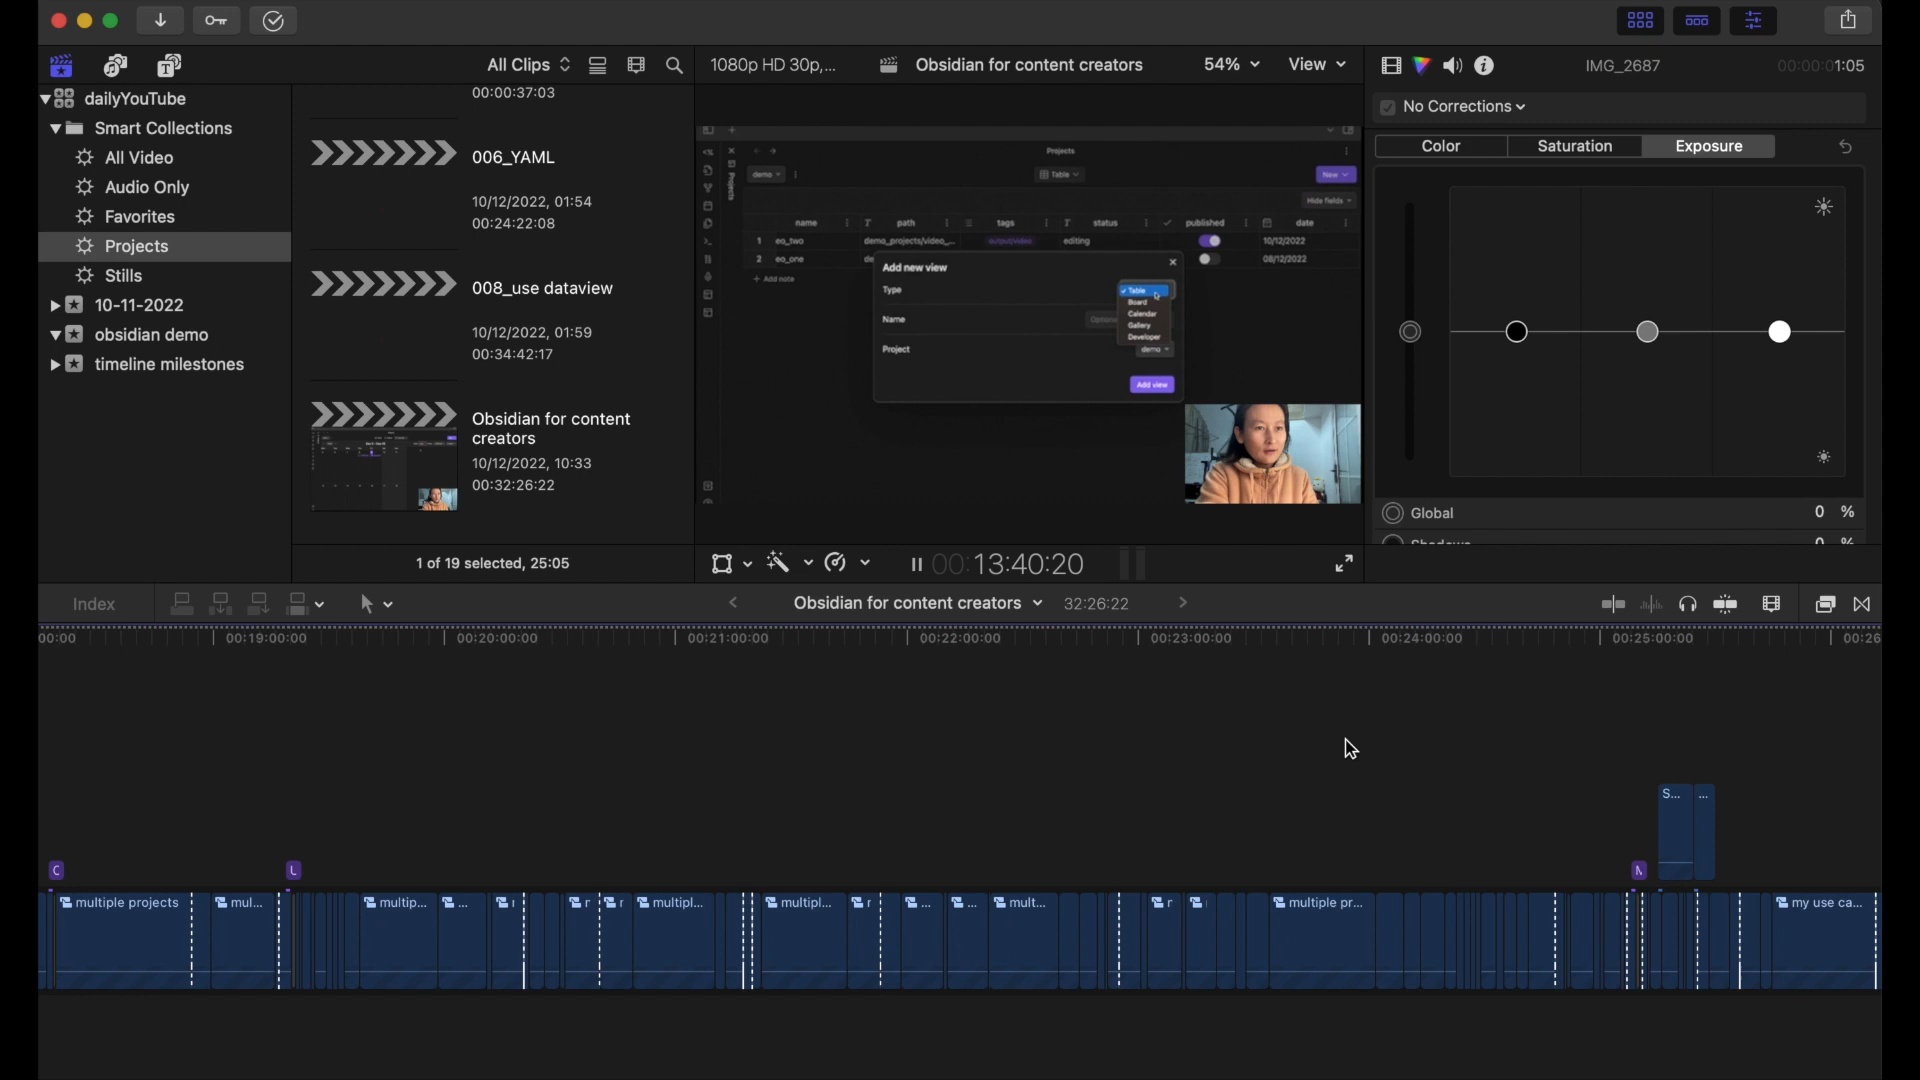 All Clips
1080p HD 30p,...
Obsidian for content creators
54%
View
IMG_2687
00:00:01:05
dailyYouTube
Smart Collections
All Video
Audio Only
Favorites
Projects
Stills
10-11-2022
obsidian demo
timeline milestones
00:00:37:03
006_YAML
10/12/2022, 01:54
00:24:22:08
008_use dataview
10/12/2022, 01:59
00:34:42:17
Obsidian for content
creators
10/12/2022, 10:33
00:32:26:22
1 of 19 selected, 25:05
Projects
demo
Table
New
Hide fields
Projects
name
path
tags
status
published
date
1 eo_two demo_projects/video_... output/video editing 10/12/2022
2 eo_one de 08/12/2022
+ Add note
Add new view
Type
Table
Board
Calendar
Gallery
Developer
Name
Project
demo
Add view
00:13:40:20
No Corrections
Color
Saturation
Exposure
Global 0 %
Index
Obsidian for content creators
32:26:22
00:00
00:19:00:00
00:20:00:00
00:21:00:00
00:22:00:00
00:23:00:00
00:24:00:00
00:25:00:00
00:26
S...
...
C
U
multiple projects
mul...
multip...
...
multipl...
multipl...
...
...
mult...
multiple pr...
my use ca...